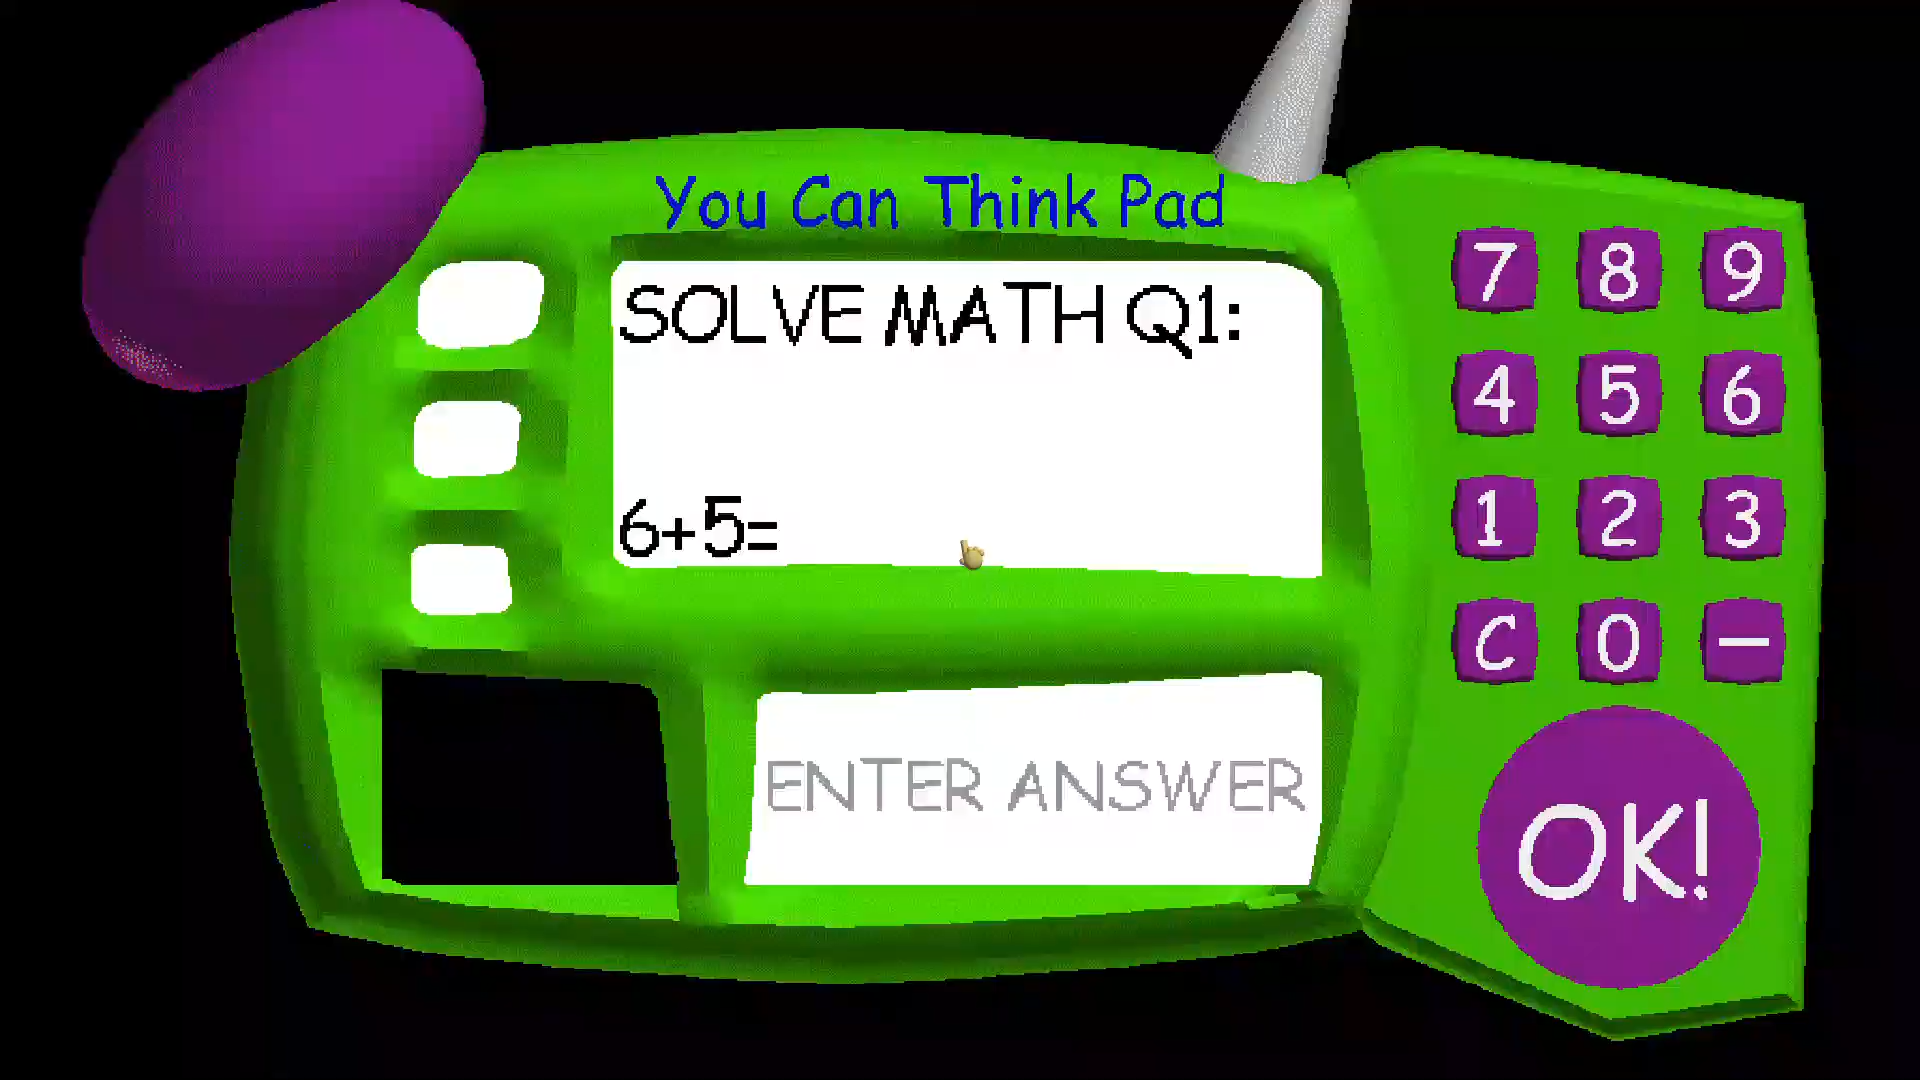 You Can Think Pad
SOLVE MATH Q1:
6+5=
ENTER ANSWER
7 8 9
4 5 6
1 2 3
C 0 −
OK!